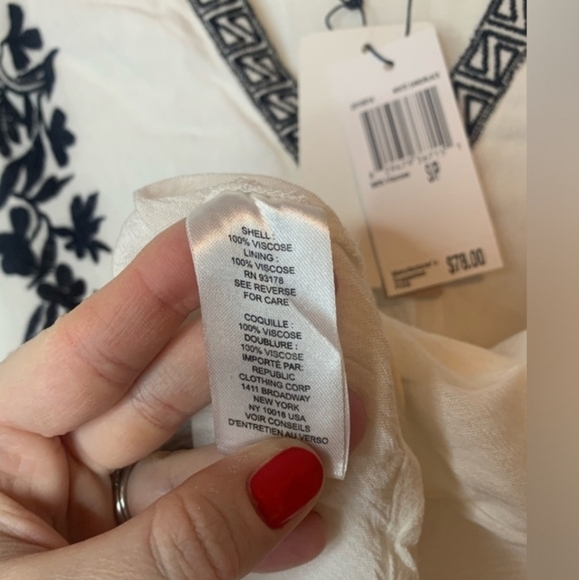 SHELL :
100% VISCOSE
LINING :
100% VISCOSE
RN 93178
SEE REVERSE
FOR CARE
COQUILLE :
100% VISCOSE
DOUBLURE :
100% VISCOSE
IMPORTÉ PAR:
REPUBLIC
CLOTHING CORP
1411 BROADWAY
NEW YORK
NY 10018 USA
VOIR CONSEILS
D'ENTRETIEN AU VERSO
SP
$78.00